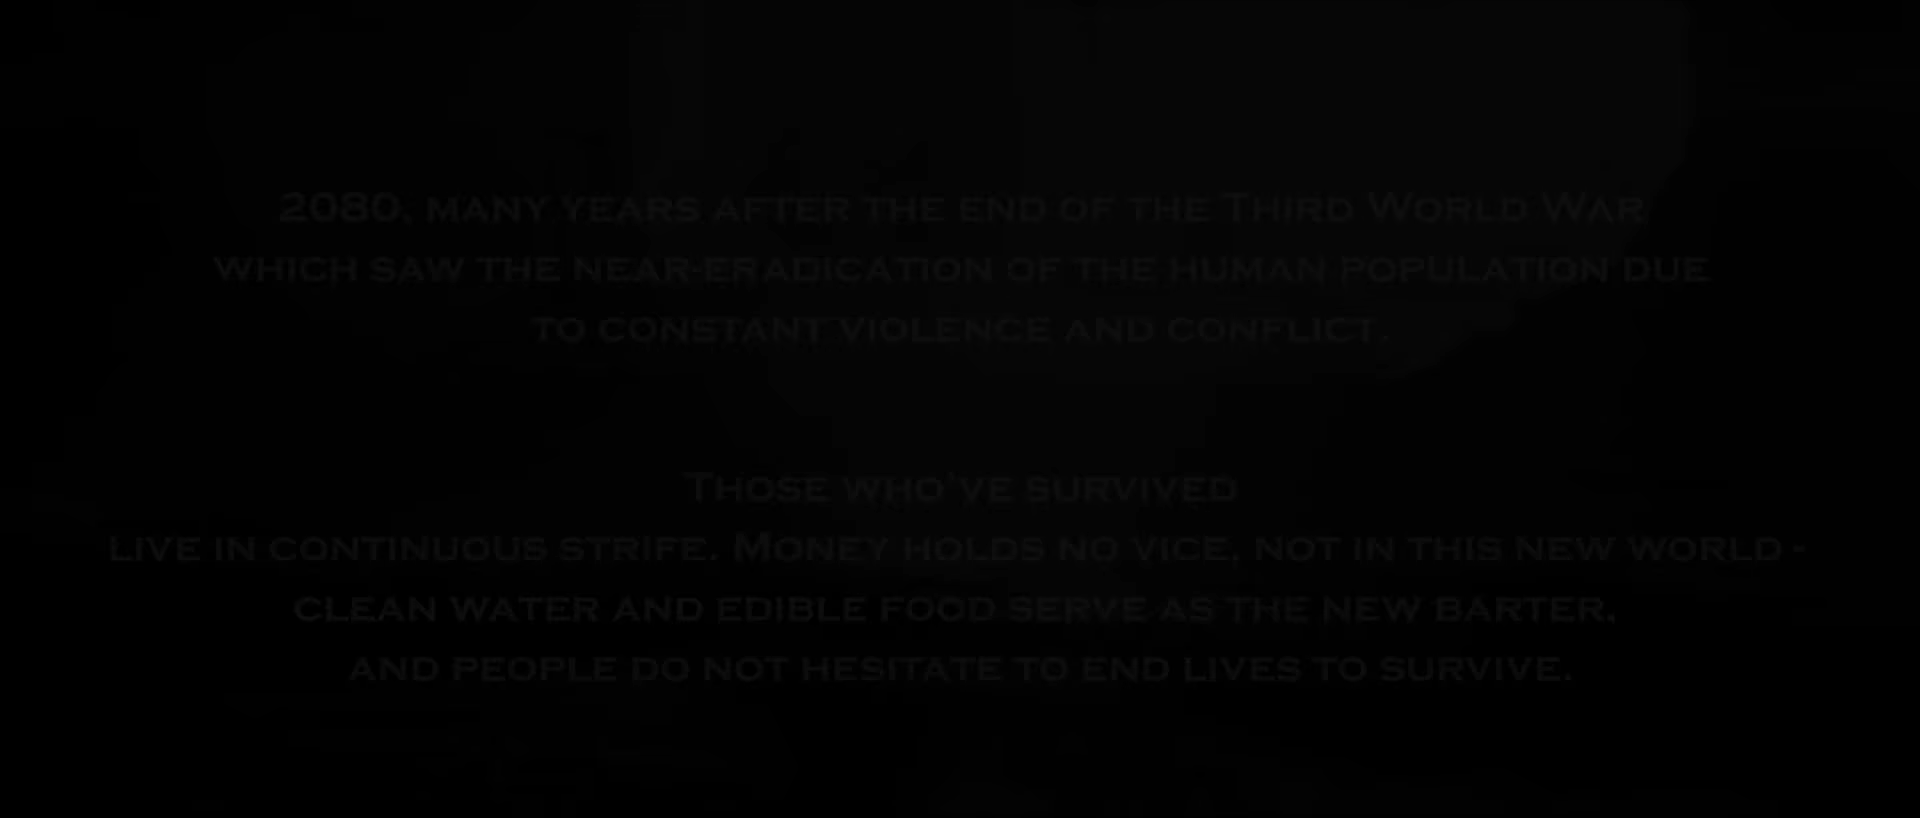 2080, many years after the end of the Third World War
which saw the near-eradication of the human population due
to constant violence and conflict.
Those who've survived
live in continuous strife. Money holds no vice, not in this new world -
clean water and edible food serve as the new barter,
and people do not hesitate to end lives to survive.